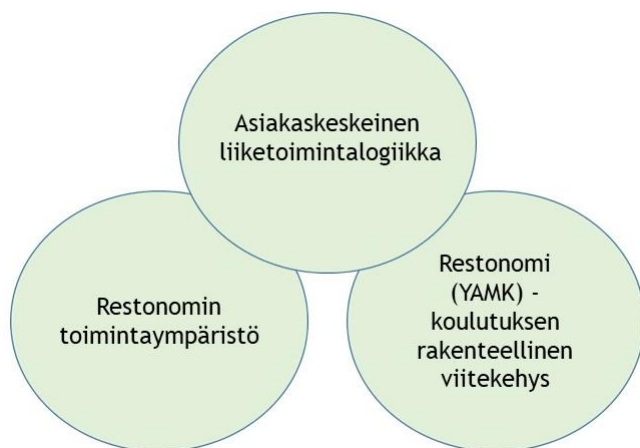 Asiakaskeskeinen
liiketoimintalogiikka
Restonomin
toimintaympäristö
Restonomi
(YAMK) -
koulutuksen
rakenteellinen
viitekehys